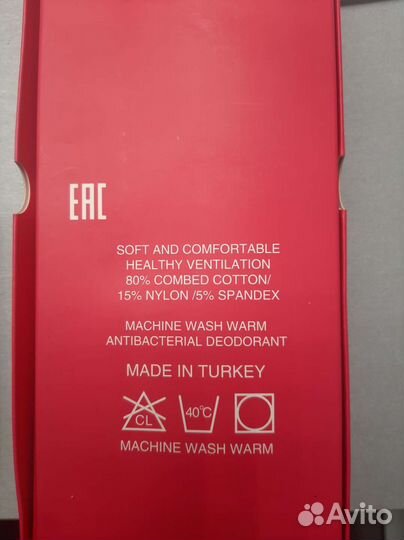 EAC
SOFT AND COMFORTABLE
HEALTHY VENTILATION
80% COMBED COTTON/
15% NYLON /5% SPANDEX
MACHINE WASH WARM
ANTIBACTERIAL DEODORANT
MADE IN TURKEY
CL 40°C
MACHINE WASH WARM
Avito